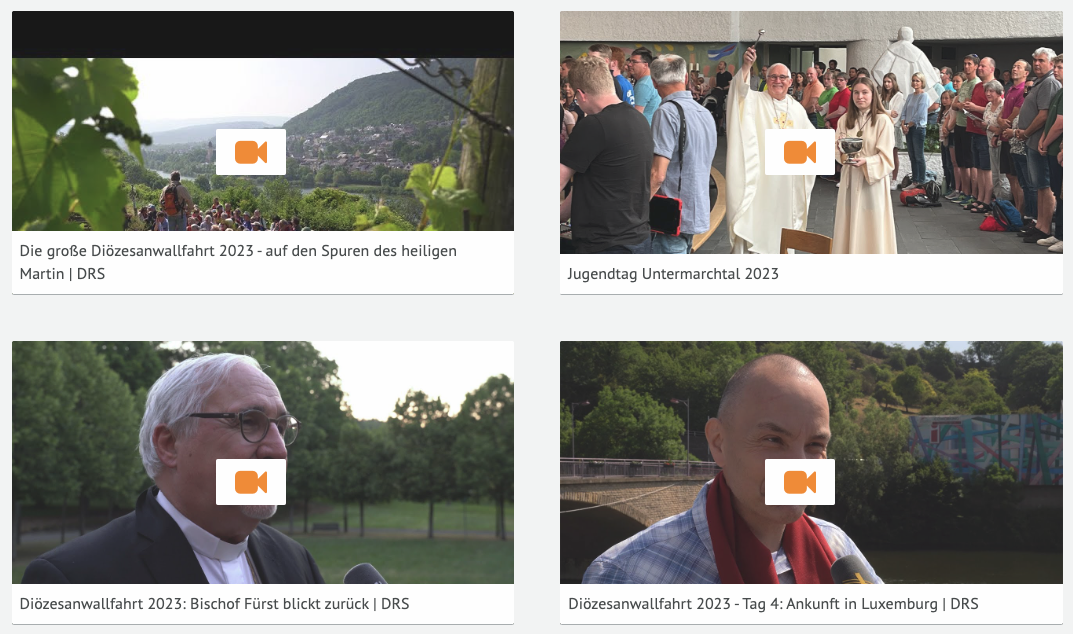 Die große Diözesanwallfahrt 2023 - auf den Spuren des heiligen
Martin | DRS
Jugendtag Untermarchtal 2023
Diözesanwallfahrt 2023: Bischof Fürst blickt zurück | DRS
Diözesanwallfahrt 2023 - Tag 4: Ankunft in Luxemburg | DRS